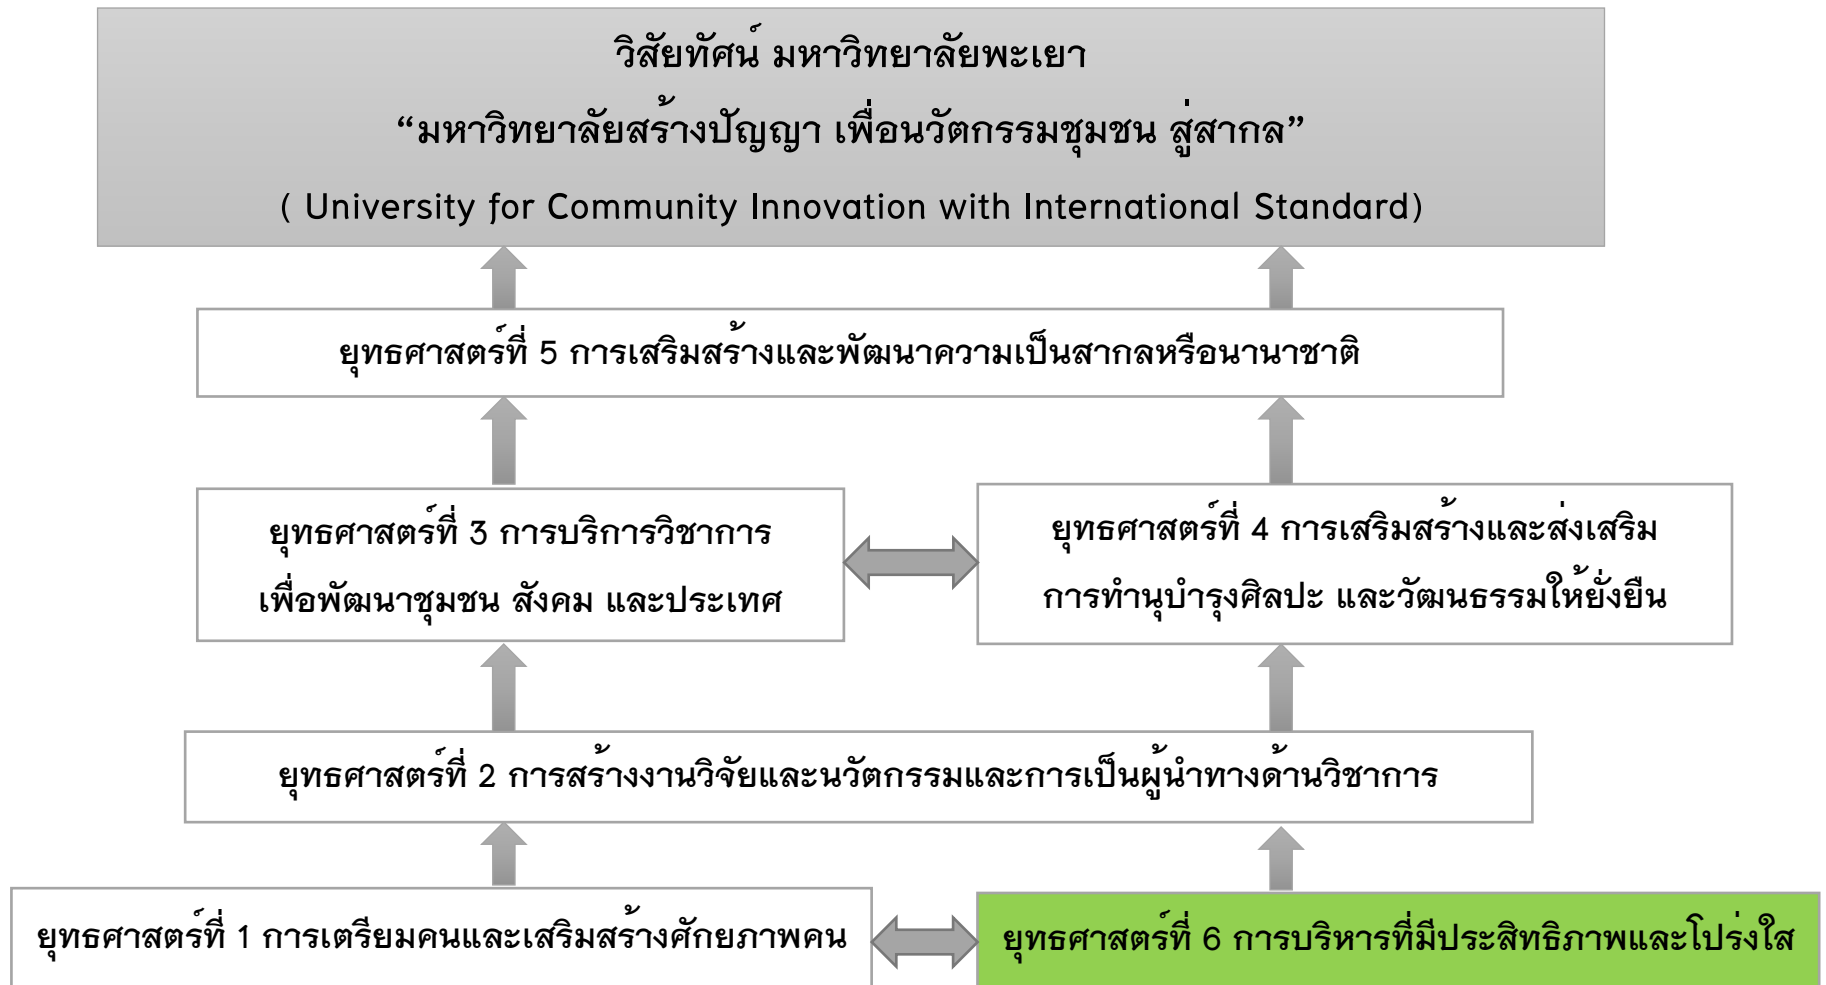 วิสัยทัศน์ มหาวิทยาลัยพะเยา
“มหาวิทยาลัยสร้างปัญญา เพื่อนวัตกรรมชุมชน สู่สากล”
( University for Community Innovation with International Standard)
ยุทธศาสตร์ที่ 5 การเสริมสร้างและพัฒนาความเป็นสากลหรือนานาชาติ
ยุทธศาสตร์ที่ 3 การบริการวิชาการ
เพื่อพัฒนาชุมชน สังคม และประเทศ
ยุทธศาสตร์ที่ 4 การเสริมสร้างและส่งเสริม
การทำนุบำรุงศิลปะ และวัฒนธรรมให้ยั่งยืน
ยุทธศาสตร์ที่ 2 การสร้างงานวิจัยและนวัตกรรมและการเป็นผู้นำทางด้านวิชาการ
ยุทธศาสตร์ที่ 1 การเตรียมคนและเสริมสร้างศักยภาพคน
ยุทธศาสตร์ที่ 6 การบริหารที่มีประสิทธิภาพและโปร่งใส